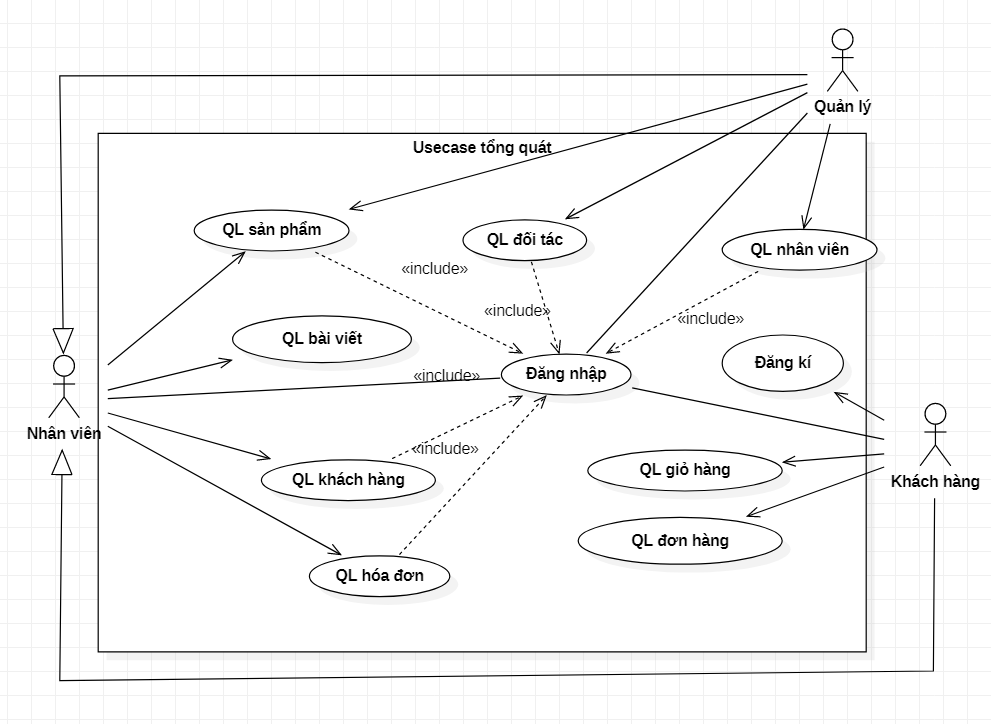 Quản lý
Usecase tổng quát
QL sản phẩm
QL đối tác
QL nhân viên
«include»
«include»
«include»
QL bài viết
Đăng nhập
Đăng kí
«include»
Nhân viên
«include»
QL khách hàng
QL giỏ hàng
Khách hàng
QL đơn hàng
QL hóa đơn